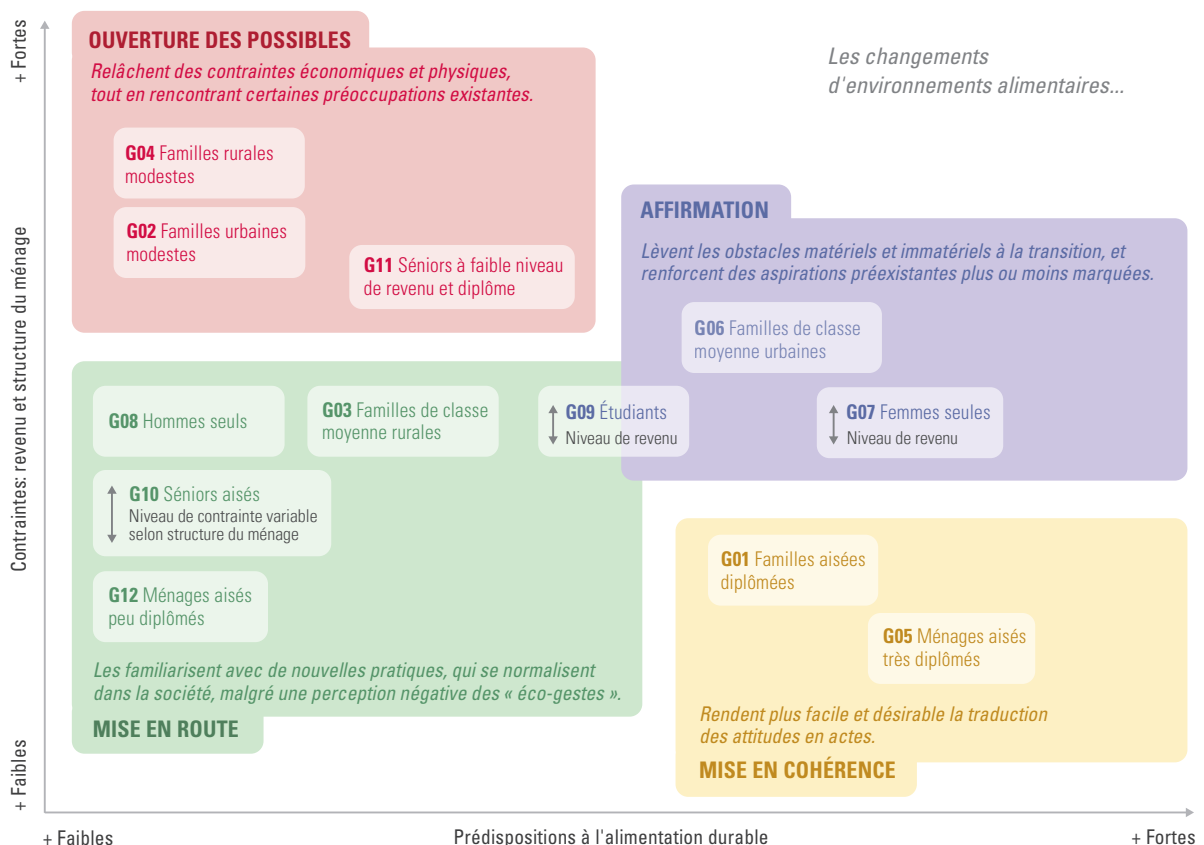 + Fortes
Contraintes: revenu et structure du ménage
+ Faibles
Les changements
d'environnements alimentaires...
OUVERTURE DES POSSIBLES
Relâchent des contraintes économiques et physiques,
tout en rencontrant certaines préoccupations existantes.
G04 Familles rurales
modestes
G02 Familles urbaines
modestes
G11 Séniors à faible niveau
de revenu et diplôme
AFFIRMATION
Lèvent les obstacles matériels et immatériels à la transition, et
renforcent des aspirations préexistantes plus ou moins marquées.
G06 Familles de classe
moyenne urbaines
G09 Étudiants
Niveau de revenu
G07 Femmes seules
Niveau de revenu
G08 Hommes seuls
G03 Familles de classe
moyenne rurales
G10 Séniors aisés
Niveau de contrainte variable
selon structure du ménage
G12 Ménages aisés
peu diplômés
Les familiarisent avec de nouvelles pratiques, qui se normalisent
dans la société, malgré une perception négative des « éco-gestes ».
MISE EN ROUTE
G01 Familles aisées
diplômées
G05 Ménages aisés
très diplômés
Rendent plus facile et désirable la traduction
des attitudes en actes.
MISE EN COHÉRENCE
+ Faibles
Prédispositions à l'alimentation durable
+ Fortes